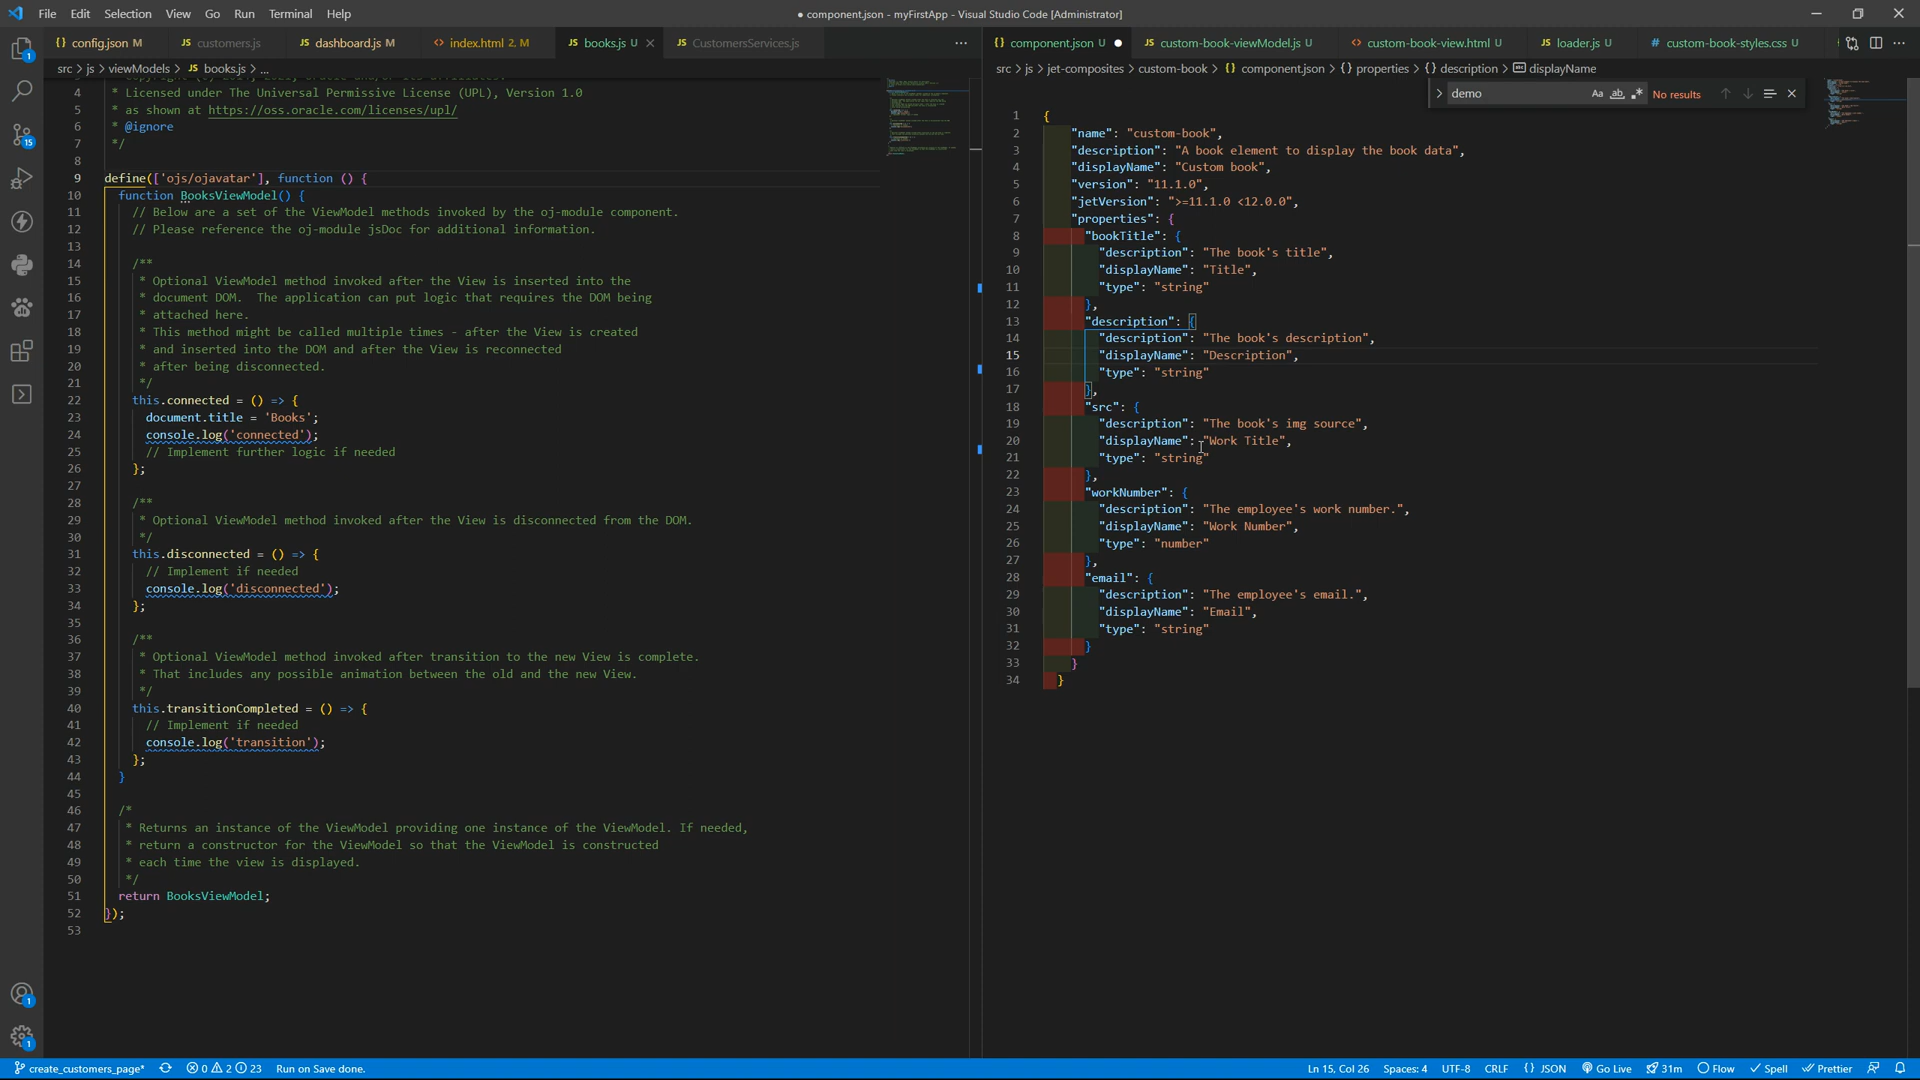 File Edit Selection View Go Run Terminal Help
● component.json - myFirstApp - Visual Studio Code [Administrator]
{} config.json M
JS customers.js
JS dashboard.js M
<> index.html 2, M
JS books.js U
JS CustomersServices.js
{} component.json U
JS custom-book-viewModel.js U
<> custom-book-view.html U
JS loader.js U
# custom-book-styles.css U
src > js > viewModels > JS books.js > ...
src > js > jet-composites > custom-book > {} component.json > {} properties > {} description > displayName
demo
Aa ab
No results
4 * Licensed under The Universal Permissive License (UPL), Version 1.0
5 * as shown at https://oss.oracle.com/licenses/upl/
6 * @ignore
7 */
8
9 define(['ojs/ojavatar'], function () {
10 function BooksViewModel() {
11 // Below are a set of the ViewModel methods invoked by the oj-module component.
12 // Please reference the oj-module jsDoc for additional information.
13
14 /**
15 * Optional ViewModel method invoked after the View is inserted into the
16 * document DOM.  The application can put logic that requires the DOM being
17 * attached here.
18 * This method might be called multiple times - after the View is created
19 * and inserted into the DOM and after the View is reconnected
20 * after being disconnected.
21 */
22 this.connected = () => {
23 document.title = 'Books';
24 console.log('connected');
25 // Implement further logic if needed
26 };
27
28 /**
29 * Optional ViewModel method invoked after the View is disconnected from the DOM.
30 */
31 this.disconnected = () => {
32 // Implement if needed
33 console.log('disconnected');
34 };
35
36 /**
37 * Optional ViewModel method invoked after transition to the new View is complete.
38 * That includes any possible animation between the old and the new View.
39 */
40 this.transitionCompleted = () => {
41 // Implement if needed
42 console.log('transition');
43 };
44 }
45
46 /*
47 * Returns an instance of the ViewModel providing one instance of the ViewModel. If needed,
48 * return a constructor for the ViewModel so that the ViewModel is constructed
49 * each time the view is displayed.
50 */
51 return BooksViewModel;
52 });
53
1 {
2 "name": "custom-book",
3 "description": "A book element to display the book data",
4 "displayName": "Custom book",
5 "version": "11.1.0",
6 "jetVersion": ">=11.1.0 <12.0.0",
7 "properties": {
8 "bookTitle": {
9 "description": "The book's title",
10 "displayName": "Title",
11 "type": "string"
12 },
13 "description": {
14 "description": "The book's description",
15 "displayName": "Description",
16 "type": "string"
17 },
18 "src": {
19 "description": "The book's img source",
20 "displayName": "Work Title",
21 "type": "string"
22 },
23 "workNumber": {
24 "description": "The employee's work number.",
25 "displayName": "Work Number",
26 "type": "number"
27 },
28 "email": {
29 "description": "The employee's email.",
30 "displayName": "Email",
31 "type": "string"
32 }
33 }
34 }
1
15
1
1
create_customers_page* 0 2 23 Run on Save done.
Ln 15, Col 26 Spaces: 4 UTF-8 CRLF {} JSON Go Live 31m Flow Spell Prettier